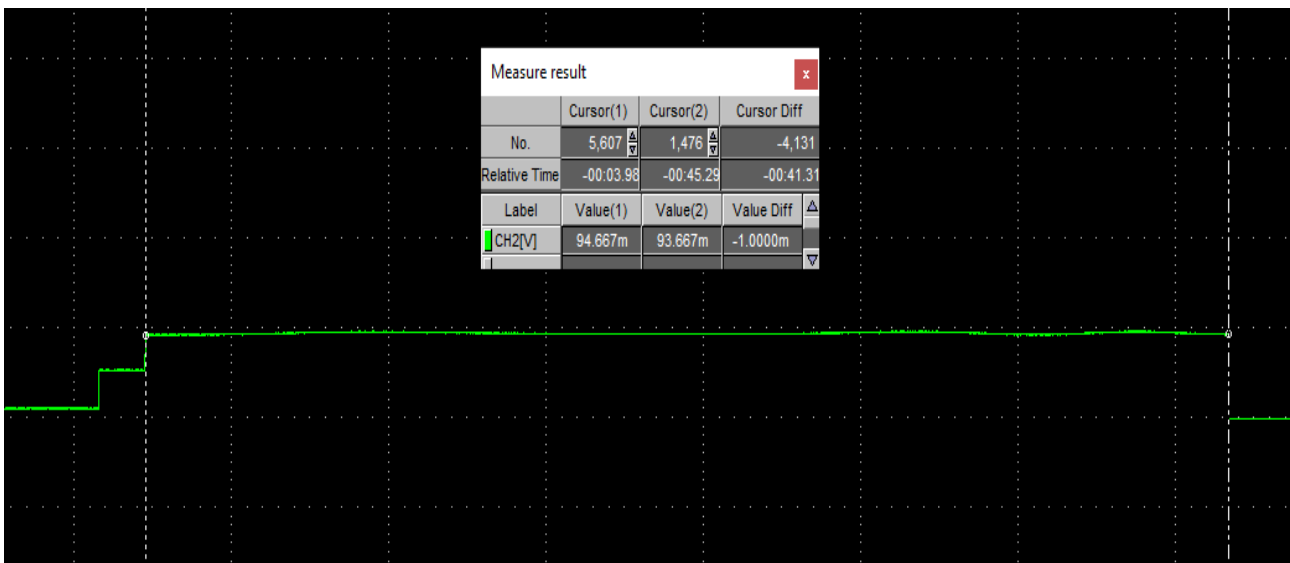 Measure result x
Cursor(1) Cursor(2) Cursor Diff
No. 5,607 1,476 -4,131
Relative Time -00:03.98 -00:45.29 -00:41.31
Label Value(1) Value(2) Value Diff
CH2[V] 94.667m 93.667m -1.0000m